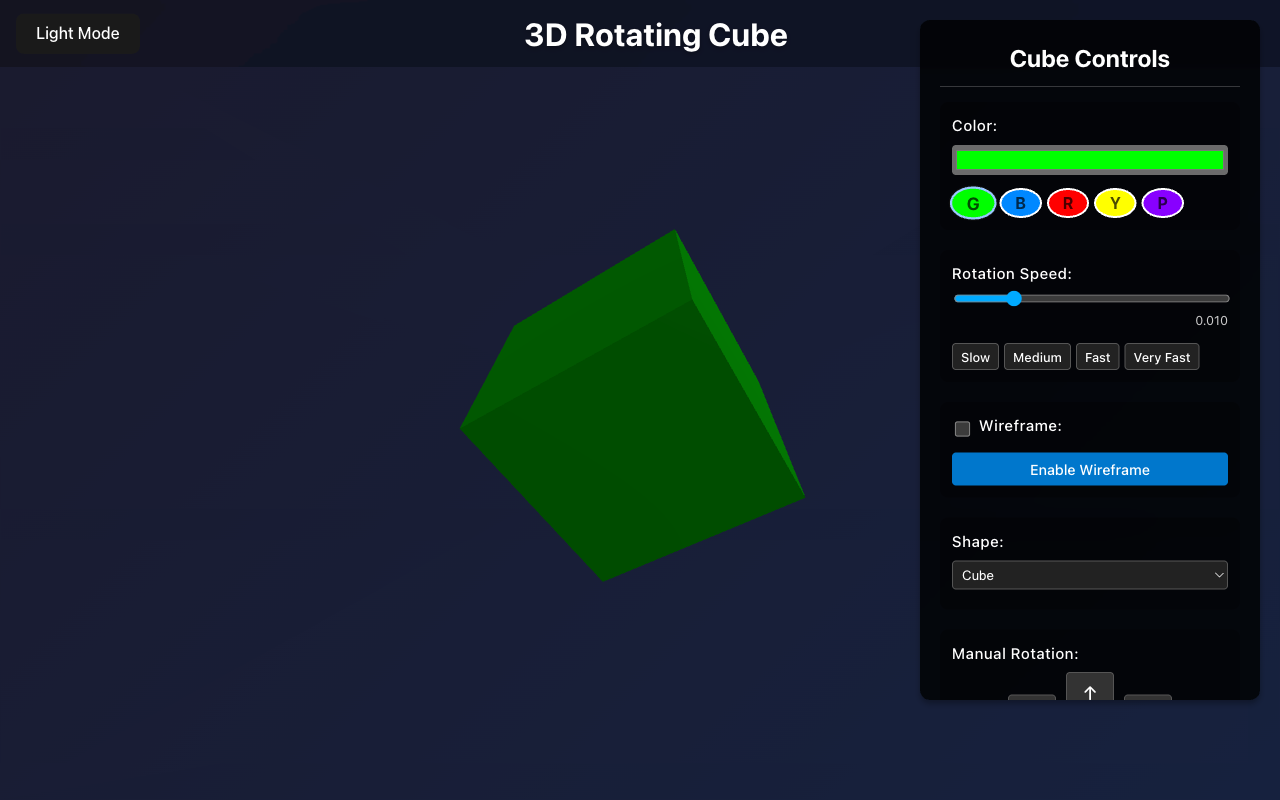 Light Mode
3D Rotating Cube
Cube Controls
Color:
G B R Y P
Rotation Speed:
0.010
Slow Medium Fast Very Fast
Wireframe:
Enable Wireframe
Shape:
Cube
Manual Rotation:
↑